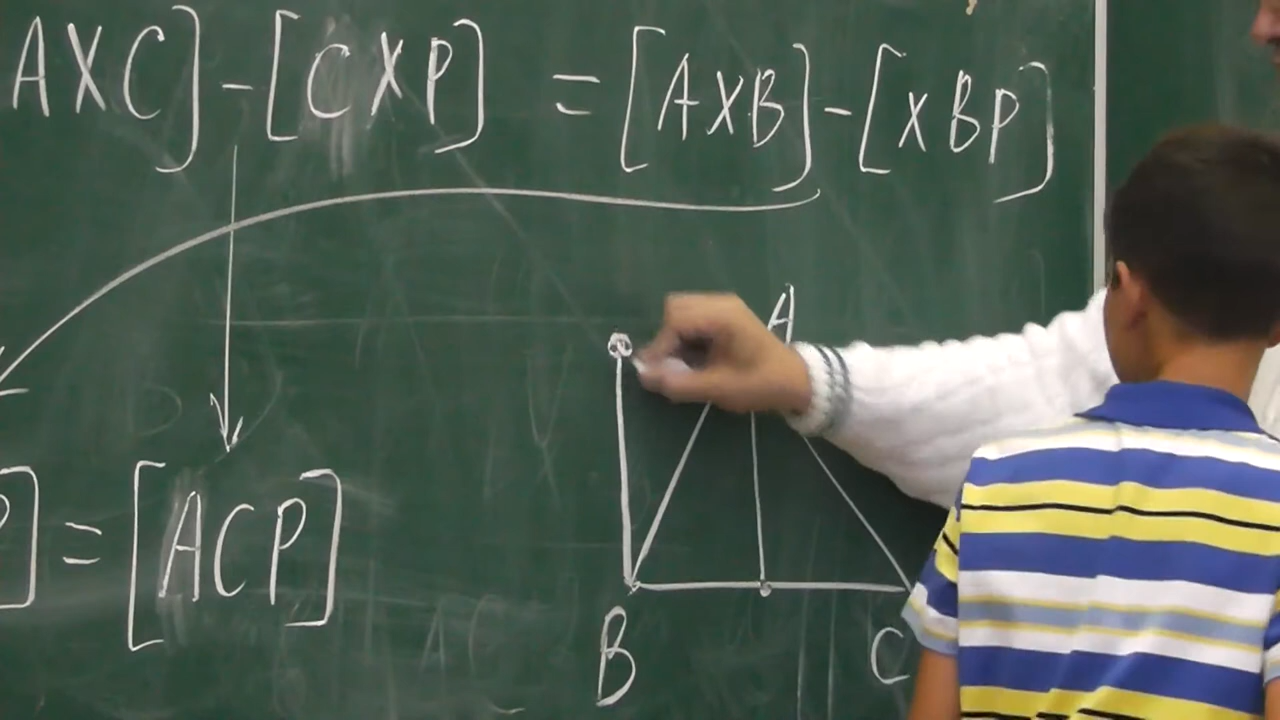 AXC] - [CXP] = [AXB] - [XBP]
] = [ACP]
A
B
C